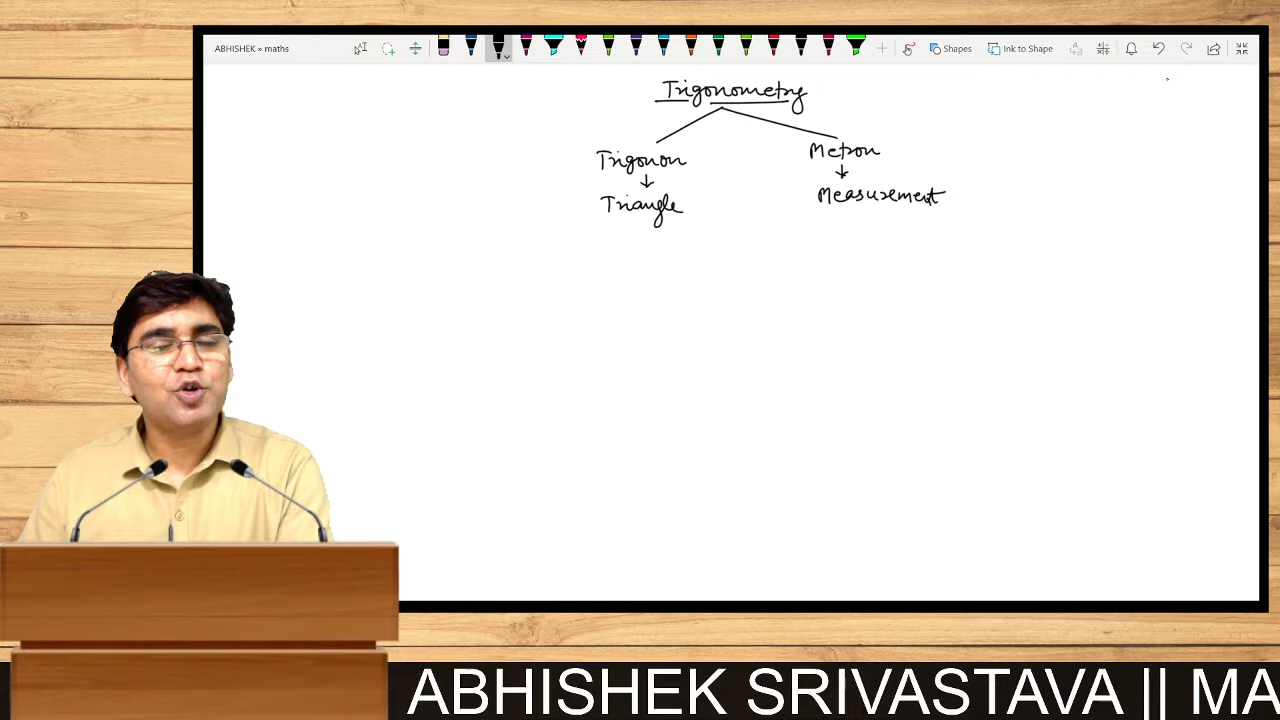 ABHISHEK » maths
Shapes
Ink to Shape
Trigonometry
Trigonon
Metron
Triangle
Measurement
ABHISHEK SRIVASTAVA || MA